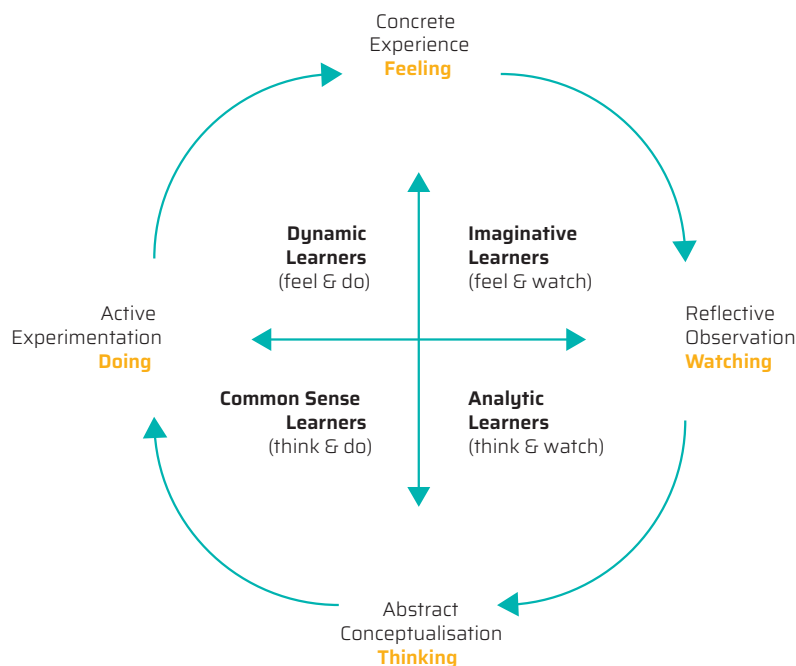 Concrete
Experience
Feeling
Dynamic
Learners
(feel & do)
Imaginative
Learners
(feel & watch)
Active
Experimentation
Doing
Reflective
Observation
Watching
Common Sense
Learners
(think & do)
Analytic
Learners
(think & watch)
Abstract
Conceptualisation
Thinking